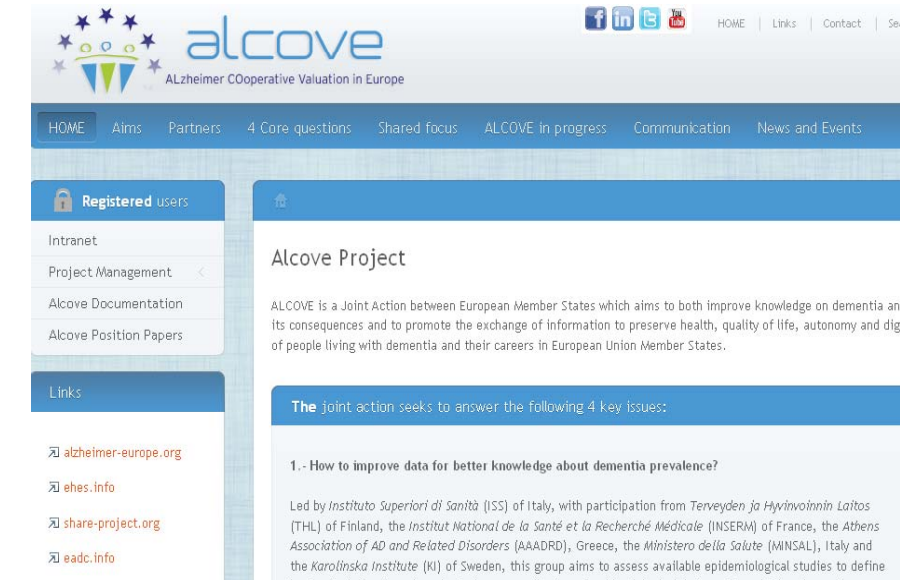 alcove
ALzheimer COoperative Valuation in Europe
HOME | Links | Contact |
HOME Aims Partners 4 Core questions Shared focus ALCOVE in progress Communication News and Events
Registered users
Intranet
Project Management
Alcove Documentation
Alcove Position Papers
Links
alzheimer-europe.org
ehes.info
share-project.org
eadc.info
Alcove Project
ALCOVE is a Joint Action between European Member States which aims to both improve knowledge on dementia an
its consequences and to promote the exchange of information to preserve health, quality of life, autonomy and dig
of people living with dementia and their careers in European Union Member States.
The joint action seeks to answer the following 4 key issues:
1.- How to improve data for better knowledge about dementia prevalence?
Led by Instituto Superiori di Sanità (ISS) of Italy, with participation from Terveyden ja Hyvinvoinnin Laitos
(THL) of Finland, the Institut National de la Santé et la Recherché Médicale (INSERM) of France, the Athens
Association of AD and Related Disorders (AAADRD), Greece, the Ministero della Salute (MINSAL), Italy and
the Karolinska Institute (KI) of Sweden, this group aims to assess available epidemiological studies to define